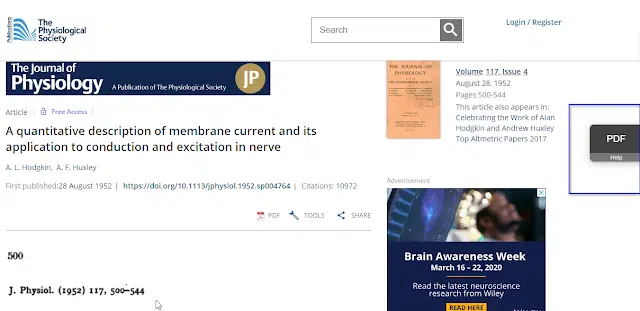 Publications
The
Physiological
Society
Search
Login / Register
The Journal of
Physiology
A Publication of The Physiological Society
JP
THE JOURNAL OF
PHYSIOLOGY
Volume 117, Issue 4
August 28, 1952
Pages 500-544
This article also appears in:
Celebrating the Work of Alan
Hodgkin and Andrew Huxley
Top Altmetric Papers 2017
Article | Free Access
A quantitative description of membrane current and its
application to conduction and excitation in nerve
A. L. Hodgkin, A. F. Huxley
First published:28 August 1952 | https://doi.org/10.1113/jphysiol.1952.sp004764 | Citations: 10972
PDF TOOLS SHARE
500
J. Physiol. (1952) 117, 500-544
PDF
Help
Advertisement
Brain Awareness Week
March 16 – 22, 2020
Read the latest neuroscience
research from Wiley
READ HERE
WILEY